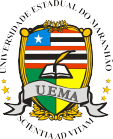 UNIVERSIDADE ESTADUAL DO MARANHÃO
UEMA
SCIENTIA AD VITAM